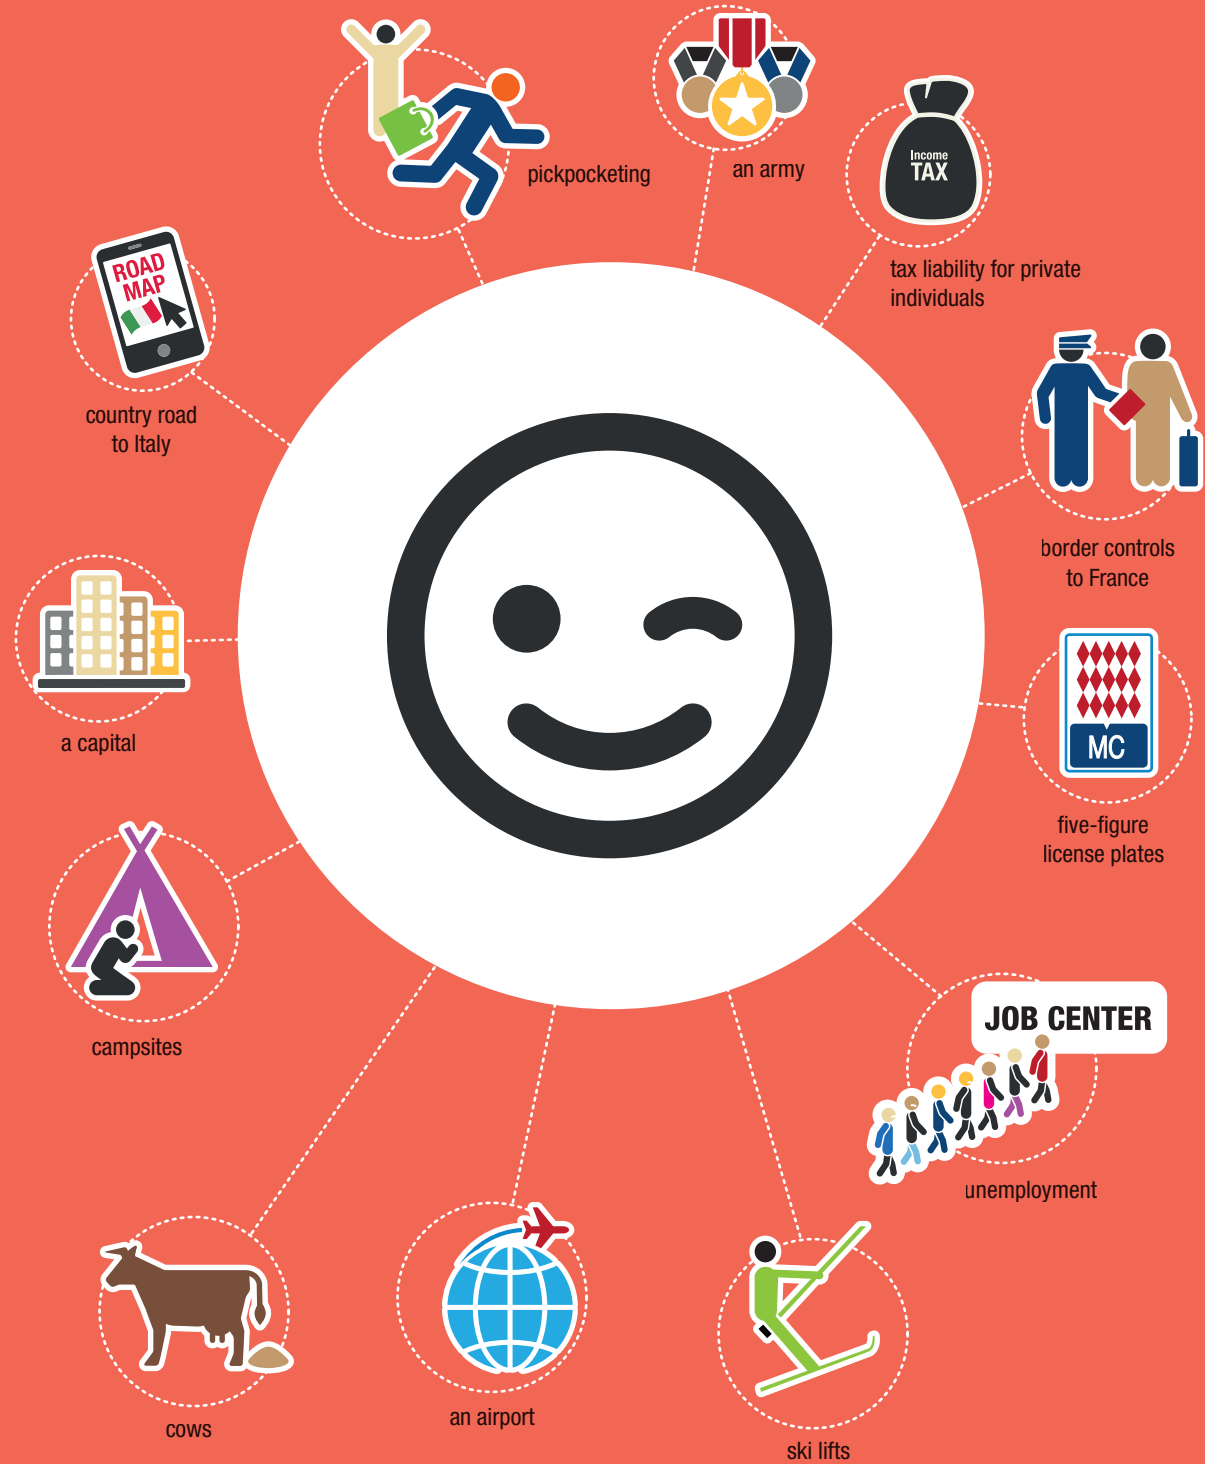 pickpocketing
an army
Income
TAX
tax liability for private
individuals
ROAD
MAP
country road
to Italy
border controls
to France
a capital
MC
five-figure
license plates
campsites
JOB CENTER
unemployment
cows
an airport
ski lifts